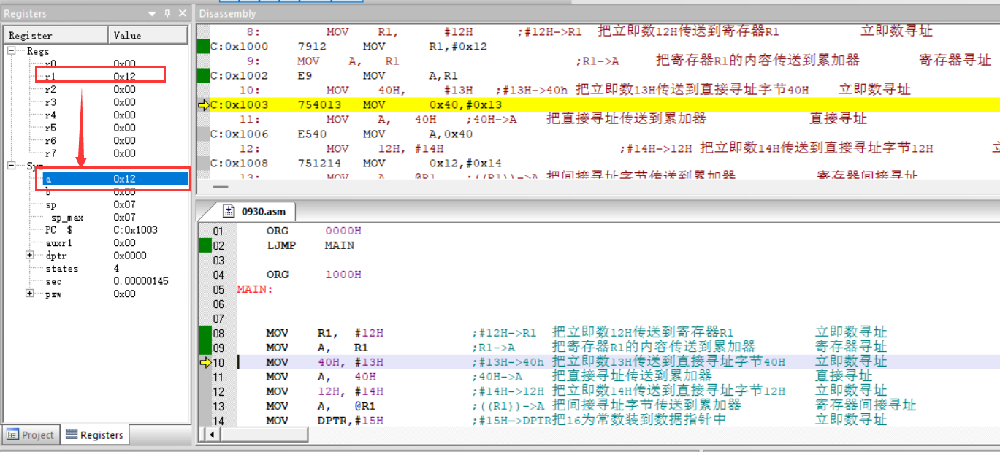 Registers
Register Value
Regs
r0 0x00
r1 0x12
r2 0x00
r3 0x00
r4 0x00
r5 0x00
r6 0x00
r7 0x00
Sys
a 0x12
b 0x00
sp 0x07
sp_max 0x07
PC $ C:0x1003
auxr1 0x00
dptr 0x0000
states 4
sec 0.00000145
psw 0x00
Project Registers
Disassembly
8: MOV R1, #12H ;#12H->R1 把立即数12H传送到寄存器R1 立即数寻址
C:0x1000 7912 MOV R1,#0x12
9: MOV A, R1 ;R1->A 把寄存器R1的内容传送到累加器 寄存器寻址
C:0x1002 E9 MOV A,R1
10: MOV 40H, #13H ;#13H->40h 把立即数13H传送到直接寻址字节40H 立即数寻址
C:0x1003 754013 MOV 0x40,#0x13
11: MOV A, 40H ;40H->A 把直接寻址传送到累加器 直接寻址
C:0x1006 E540 MOV A,0x40
12: MOV 12H, #14H ;#14H->12H 把立即数14H传送到直接寻址字节12H 立
C:0x1008 751214 MOV 0x12,#0x14
13: MOV A, @R1 ;((R1))->A 把间接寻址字节传送到累加器 寄存器间接寻址
0930.asm
01 ORG 0000H
02 LJMP MAIN
03
04 ORG 1000H
05 MAIN:
06
07
08 MOV R1, #12H ;#12H->R1 把立即数12H传送到寄存器R1 立即数寻址
09 MOV A, R1 ;R1->A 把寄存器R1的内容传送到累加器 寄存器寻址
10 MOV 40H, #13H ;#13H->40h 把立即数13H传送到直接寻址字节40H 立即数寻址
11 MOV A, 40H ;40H->A 把直接寻址传送到累加器 直接寻址
12 MOV 12H, #14H ;#14H->12H 把立即数14H传送到直接寻址字节12H 立即数寻址
13 MOV A, @R1 ;((R1))->A 把间接寻址字节传送到累加器 寄存器间接寻址
14 MOV DPTR,#15H ;#15H->DPTR把16为常数装到数据指针中 立即数寻址